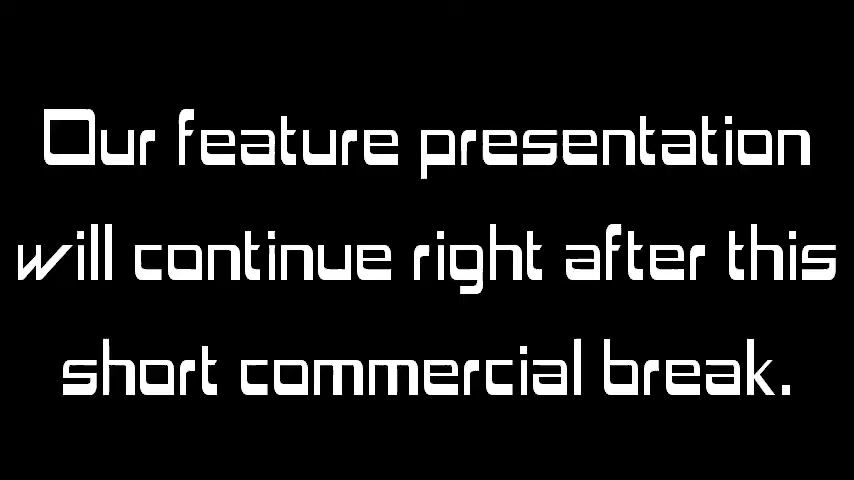 Our feature presentation
will continue right after this
short commercial break.